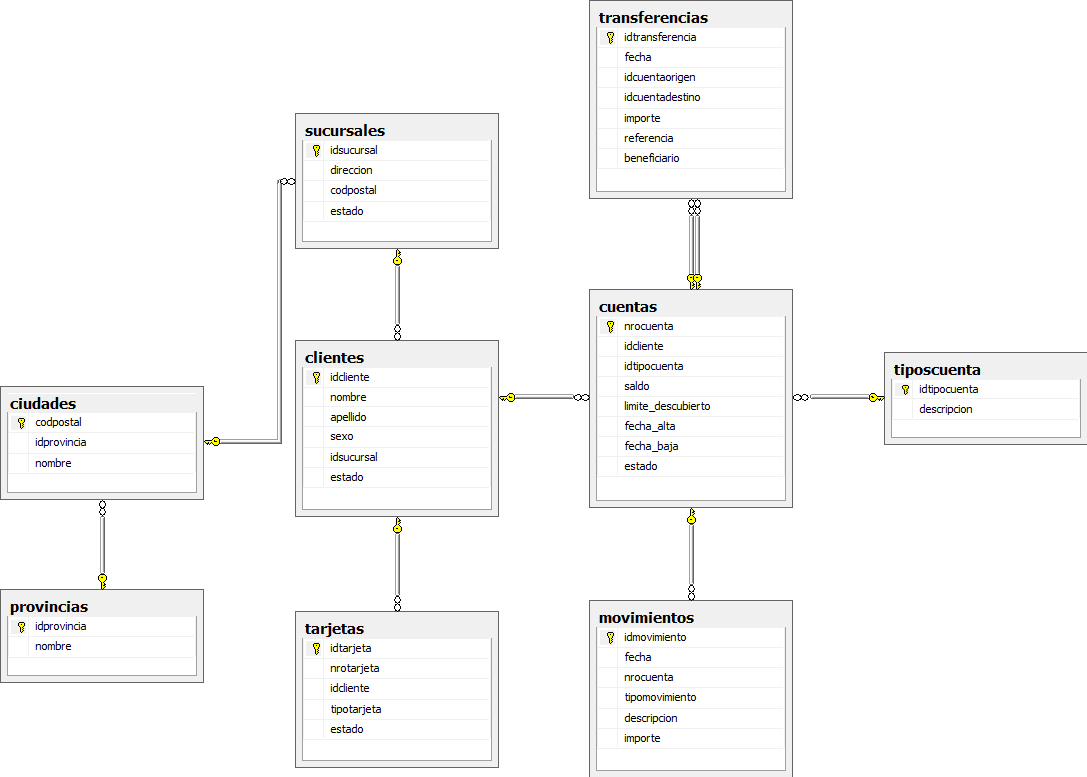 transferencias
idtransferencia
fecha
idcuentaorigen
idcuentadestino
importe
referencia
beneficiario
sucursales
idsucursal
direccion
codpostal
estado
cuentas
nrocuenta
idcliente
idtipocuenta
saldo
limite_descubierto
fecha_alta
fecha_baja
estado
clientes
idcliente
nombre
apellido
sexo
idsucursal
estado
tiposcuenta
idtipocuenta
descripcion
ciudades
codpostal
idprovincia
nombre
provincias
idprovincia
nombre
tarjetas
idtarjeta
nrotarjeta
idcliente
tipotarjeta
estado
movimientos
idmovimiento
fecha
nrocuenta
tipomovimiento
descripcion
importe